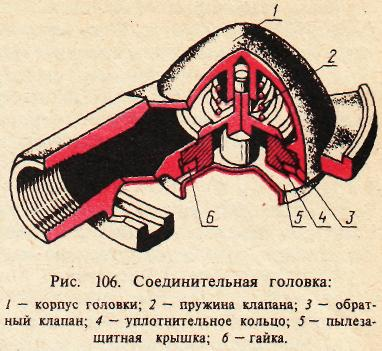 1
2
6
5
4
3
Рис. 106. Соединительная головка:
1 — корпус головки; 2 — пружина клапана; 3 — обрат-
ный клапан; 4 — уплотнительное кольцо; 5 — пылеза-
щитная крышка; 6 — гайка.